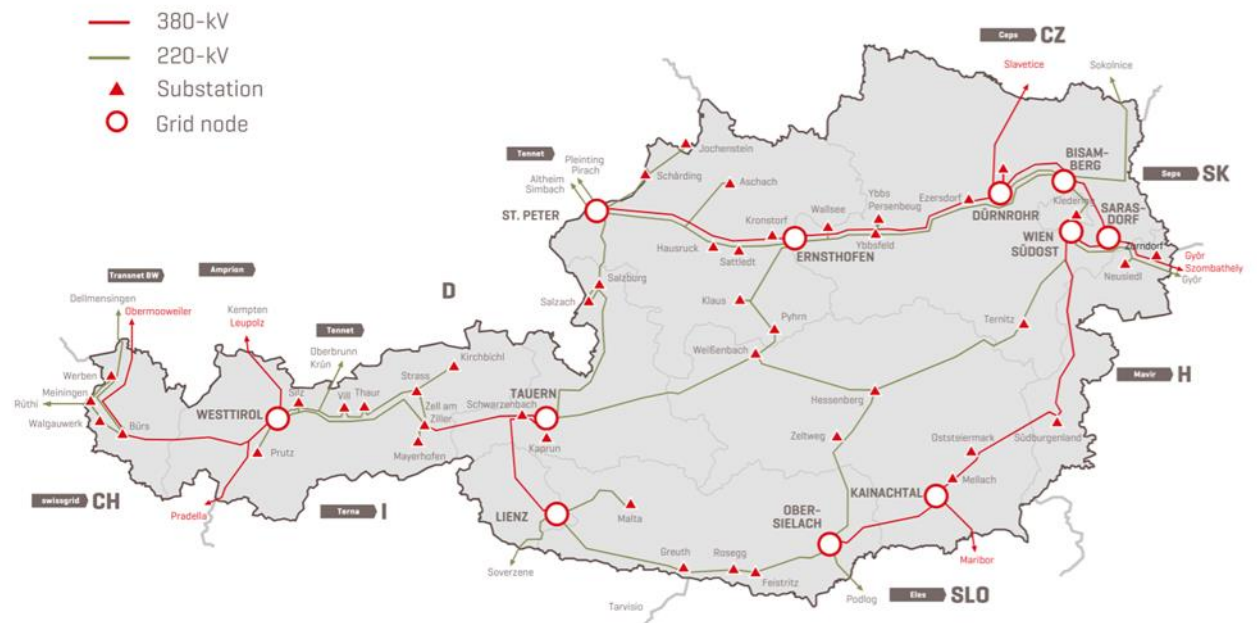 380-kV
220-kV
Substation
Grid node
Ceps CZ
Slavetice
Sokolnice
Tennet
Pleinting
Pirach
Altheim
Simbach
Jochenstein
Schärding
Aschach
ST. PETER
BISAM-
BERG
Seps SK
Ybbs
Persenbeug
Ezersdorf
DÜRNROHR
Kledering
SARAS-
DORF
Wallsee
Kronstorf
Hausruck
Sattledt
ERNSTHOFEN
Ybbsfeld
WIEN
SÜDOST
Zurndorf
Neusiedl
Györ
Szombathely
Györ
Transnet BW
Amprion
D
Salzburg
Salzach
Klaus
Pyhrn
Ternitz
Dellmensingen
Obermooweiler
Kempten
Leupolz
Tennet
Oberbrunn
Krün
Kirchbichl
Weißenbach
Mavir H
Werben
Meiningen
Rüthi
Walgauwerk
Bürs
WESTTIROL
Silz
Vill
Thaur
Strass
Zell am
Ziller
Schwarzenbach
TAUERN
Hessenberg
Kaprun
Mayerhofen
Prutz
Zeltweg
Oststeiermark
Südburgenland
swissgrid CH
Pradella
Terna I
LIENZ
Malta
OBER-
SIELACH
KAINACHTAL
Mellach
Soverzene
Greuth
Rosegg
Feistritz
Maribor
Tarvisio
Podlog
Eles SLO